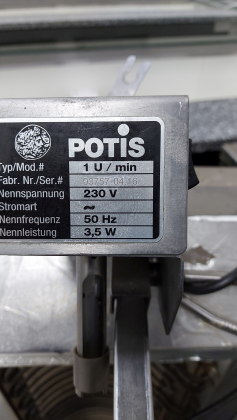 POTIS
Typ/Mod.# 1 U / min
Fabr. Nr./Ser.#
Nennspannung 230 V
Stromart ~
Nennfrequenz 50 Hz
Nennleistung 3,5 W